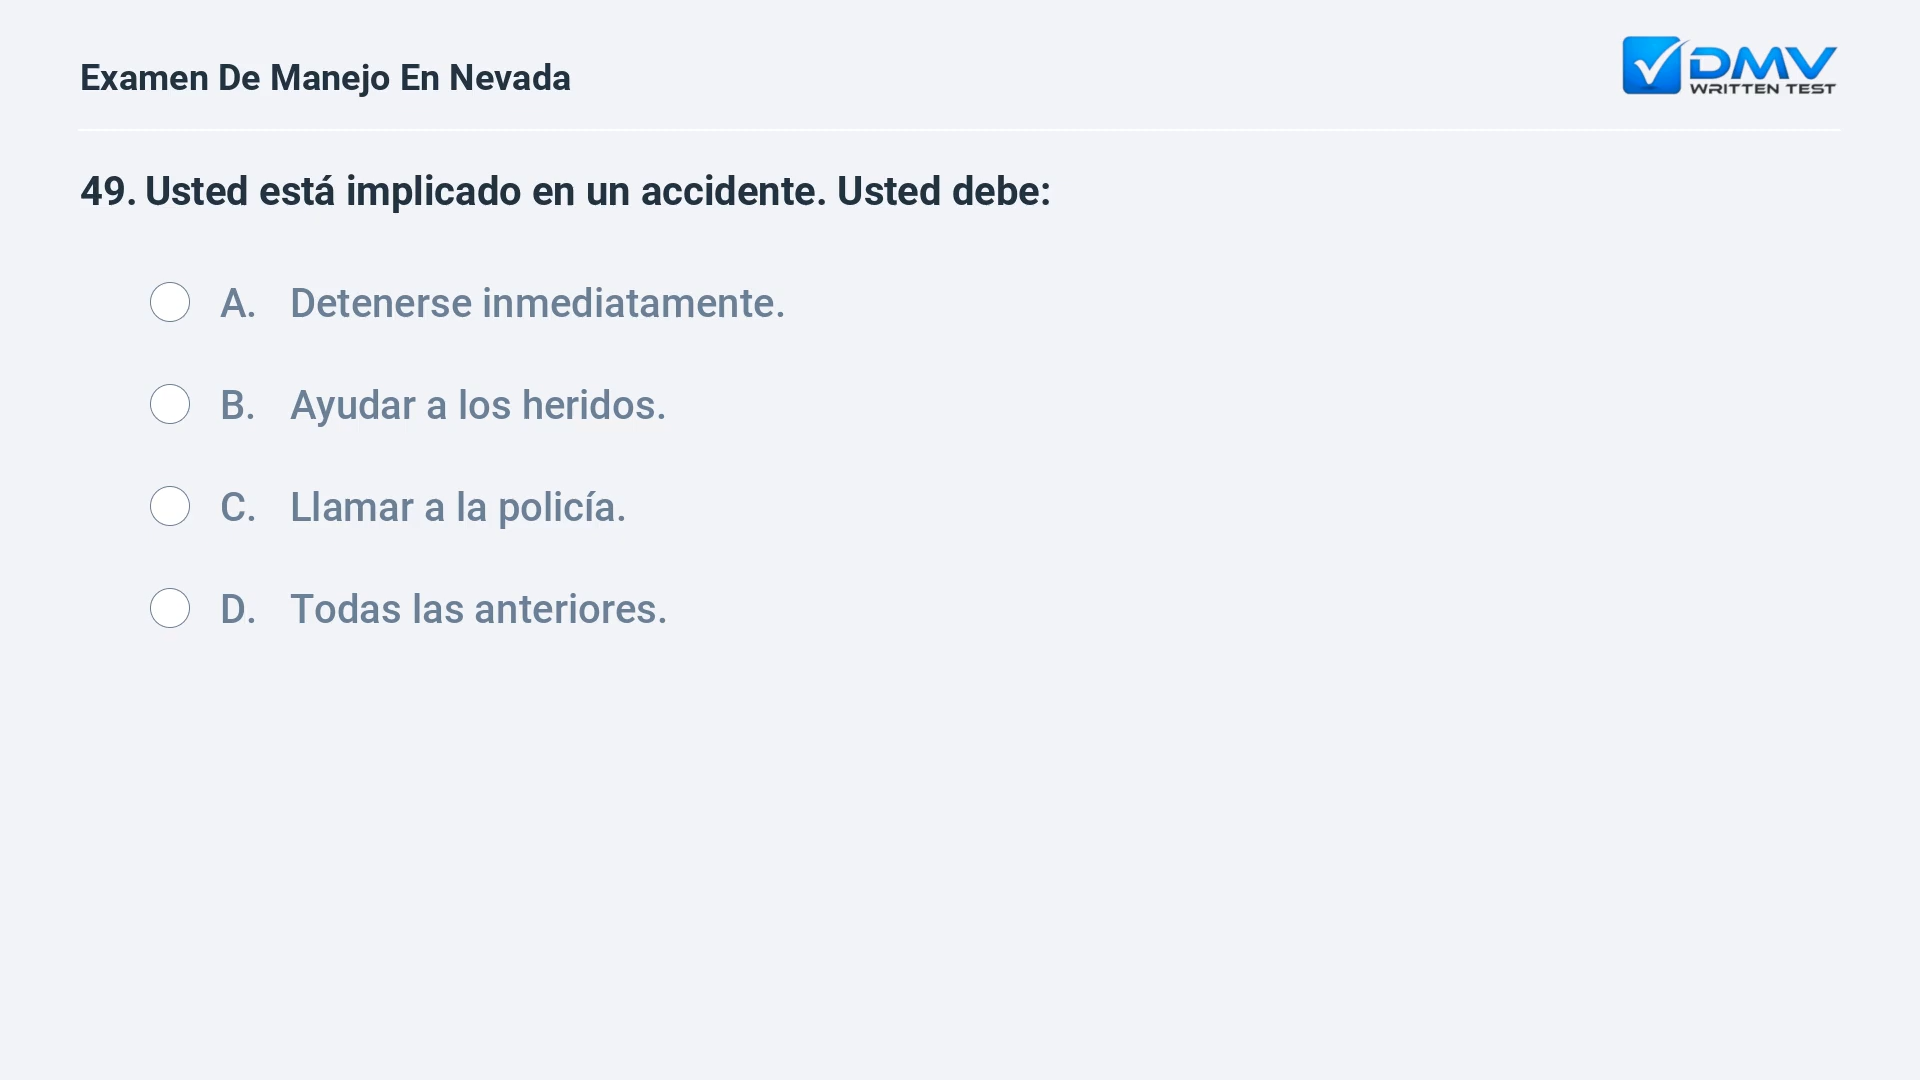 Examen De Manejo En Nevada
DMV
WRITTEN TEST
49. Usted está implicado en un accidente. Usted debe:
A. Detenerse inmediatamente.
B. Ayudar a los heridos.
C. Llamar a la policía.
D. Todas las anteriores.